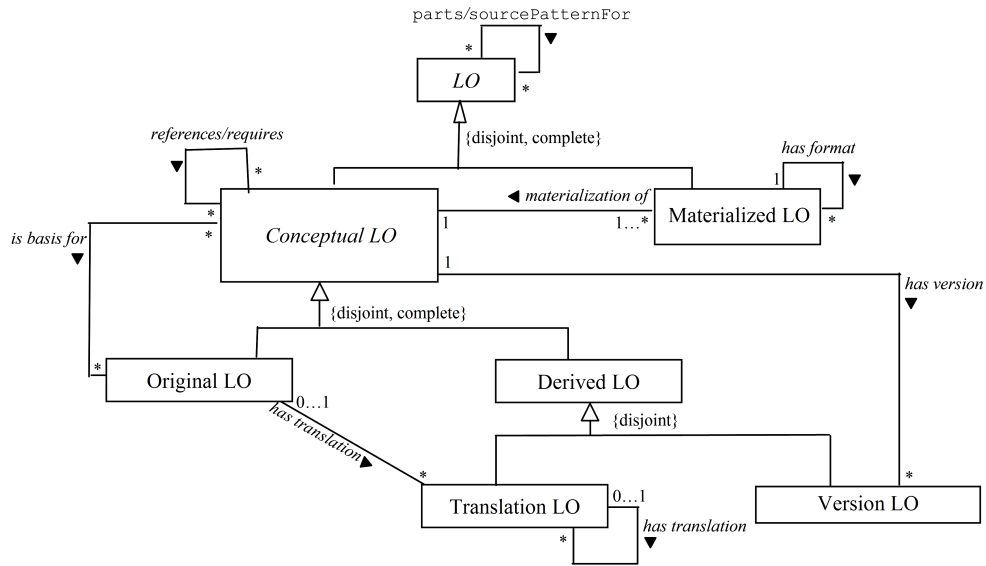 parts/sourcePatternFor
*
*
LO
{disjoint, complete}
references/requires
*
*
has format
1
*
materialization of
1
1…*
Conceptual LO
Materialized LO
is basis for
*
*
1
has version
*
{disjoint, complete}
Original LO
Derived LO
0…1
has translation
*
{disjoint}
Translation LO
0…1
*
has translation
Version LO